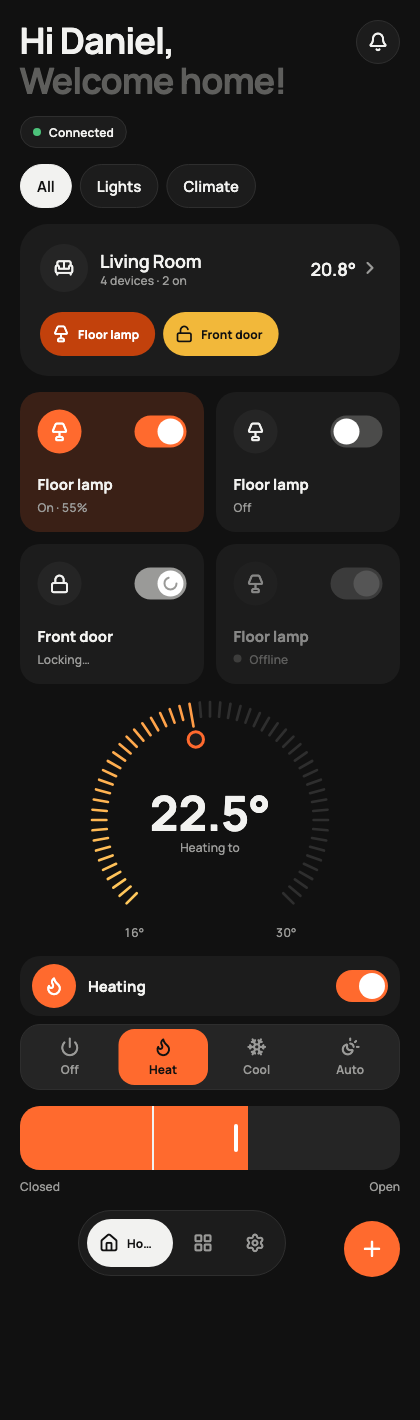 Hi Daniel,
Welcome home!
Connected
All Lights Climate
Living Room
4 devices · 2 on
20.8°
Floor lamp Front door
Floor lamp
On · 55%
Floor lamp
Off
Front door
Locking...
Floor lamp
Offline
22.5°
Heating to
16° 30°
Heating
Off Heat Cool Auto
Closed Open
Ho...